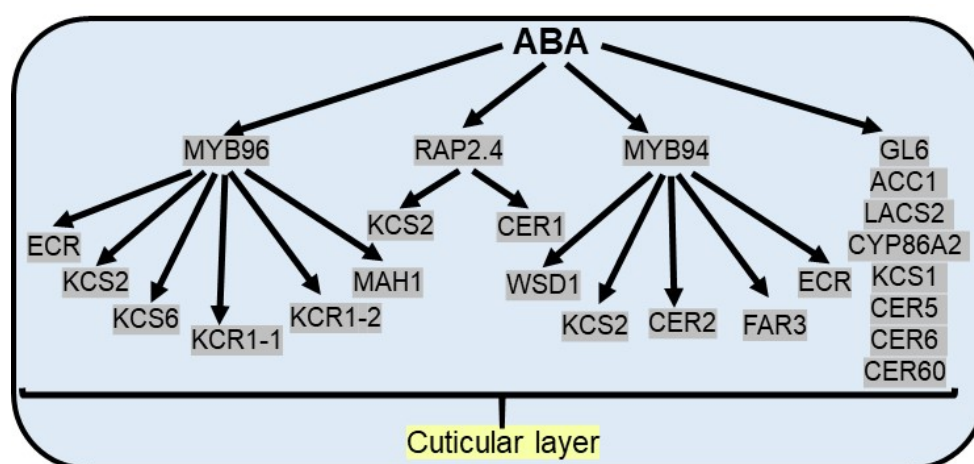 ABA
MYB96
RAP2.4
MYB94
GL6
ACC1
LACS2
CYP86A2
KCS1
CER5
CER6
CER60
ECR
KCS2
KCS6
KCR1-1
KCR1-2
MAH1
KCS2
CER1
WSD1
KCS2
CER2
FAR3
ECR
Cuticular layer